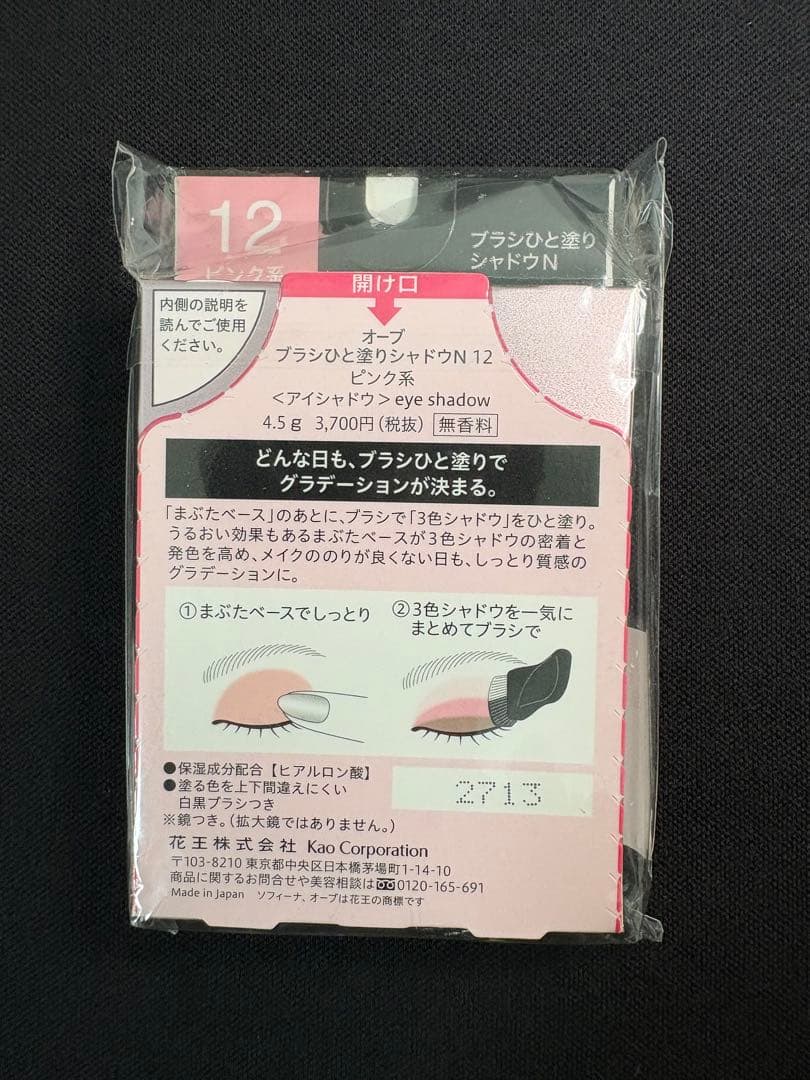 12
ピンク系
ブラシひと塗り
シャドウN
開け口
内側の説明を
読んでご使用
ください。
オーブ
ブラシひと塗りシャドウN 12
ピンク系
＜アイシャドウ＞eye shadow
4.5g 3,700円(税抜) 無香料
どんな日も、ブラシひと塗りで
グラデーションが決まる。
「まぶたベース」のあとに、ブラシで「3色シャドウ」をひと塗り。
うるおい効果もあるまぶたベースが3色シャドウの密着と
発色を高め、メイクののりが良くない日も、しっとり質感の
グラデーションに。
①まぶたベースでしっとり
②3色シャドウを一気に
まとめてブラシで
●保湿成分配合【ヒアルロン酸】
●塗る色を上下間違えにくい
白黒ブラシつき
※鏡つき。(拡大鏡ではありません。)
2713
花王株式会社 Kao Corporation
〒103-8210 東京都中央区日本橋茅場町1-14-10
商品に関するお問合せや美容相談は0120-165-691
Made in Japan ソフィーナ、オーブは花王の商標です